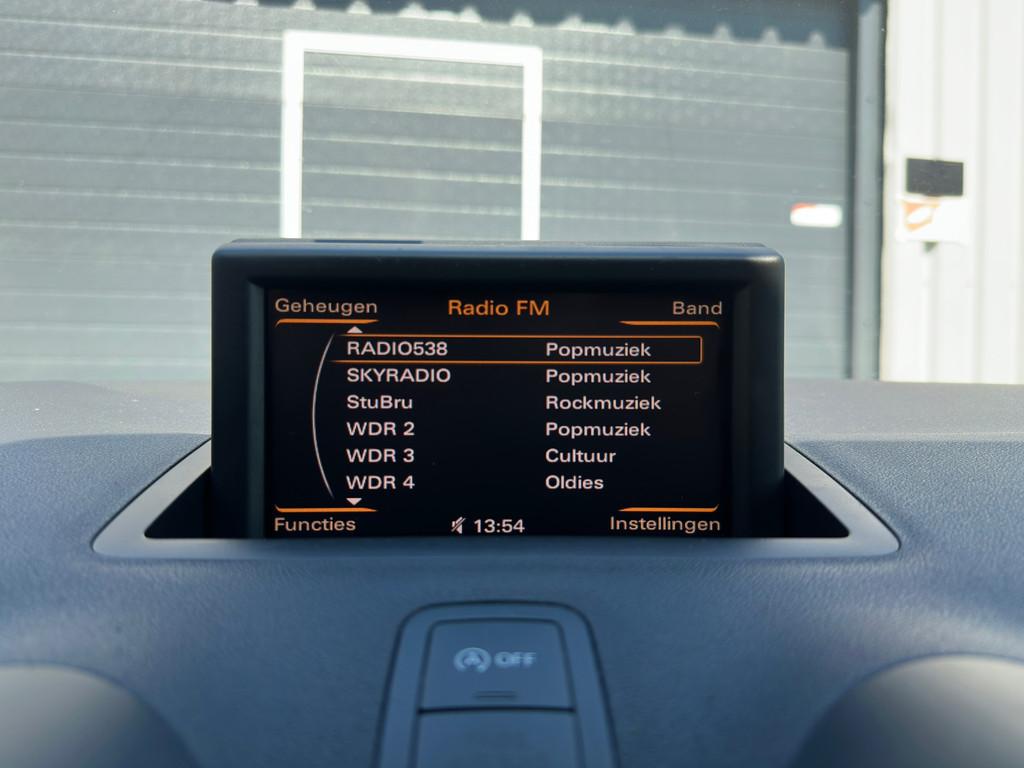 Geheugen Radio FM Band
RADIO538 Popmuziek
SKYRADIO Popmuziek
StuBru Rockmuziek
WDR 2 Popmuziek
WDR 3 Cultuur
WDR 4 Oldies
Functies 13:54 Instellingen
A OFF